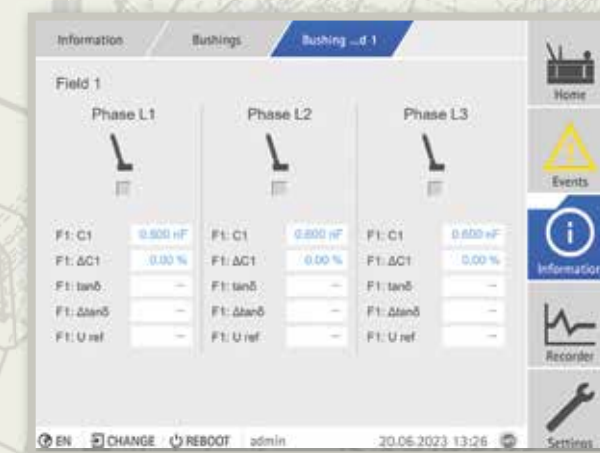 Information Bushings Bushing ...d 1
Field 1
Phase L1 Phase L2 Phase L3
F1: C1 0.600 nF F1: C1 0.600 nF F1: C1 0.600 nF
F1: ΔC1 0.00 % F1: ΔC1 0.00 % F1: ΔC1 0.00 %
F1: tanδ -- F1: tanδ -- F1: tanδ --
F1: Δtanδ -- F1: Δtanδ -- F1: Δtanδ --
F1: U ref -- F1: U ref -- F1: U ref --
Home
Events
Information
Recorder
Settings
EN CHANGE REBOOT admin 20.06.2023 13:26